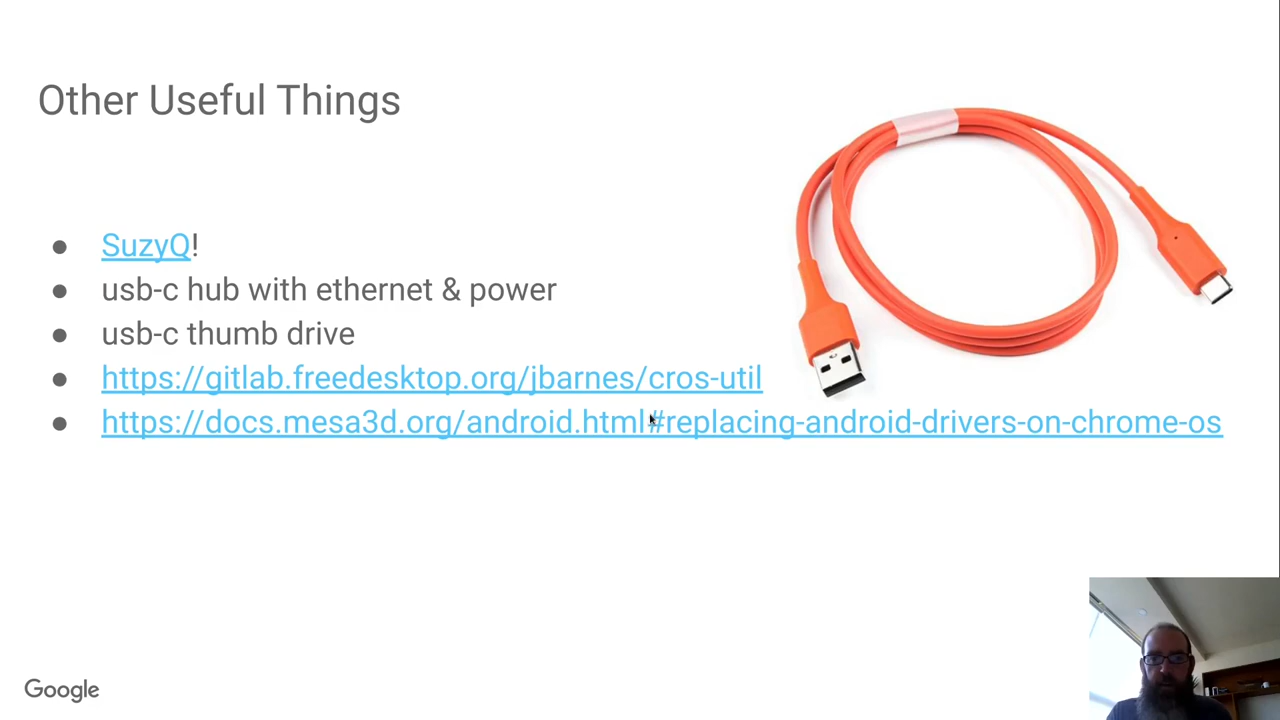 Other Useful Things
● SuzyQ!
● usb-c hub with ethernet & power
● usb-c thumb drive
● https://gitlab.freedesktop.org/jbarnes/cros-util
● https://docs.mesa3d.org/android.html#replacing-android-drivers-on-chrome-os
Google